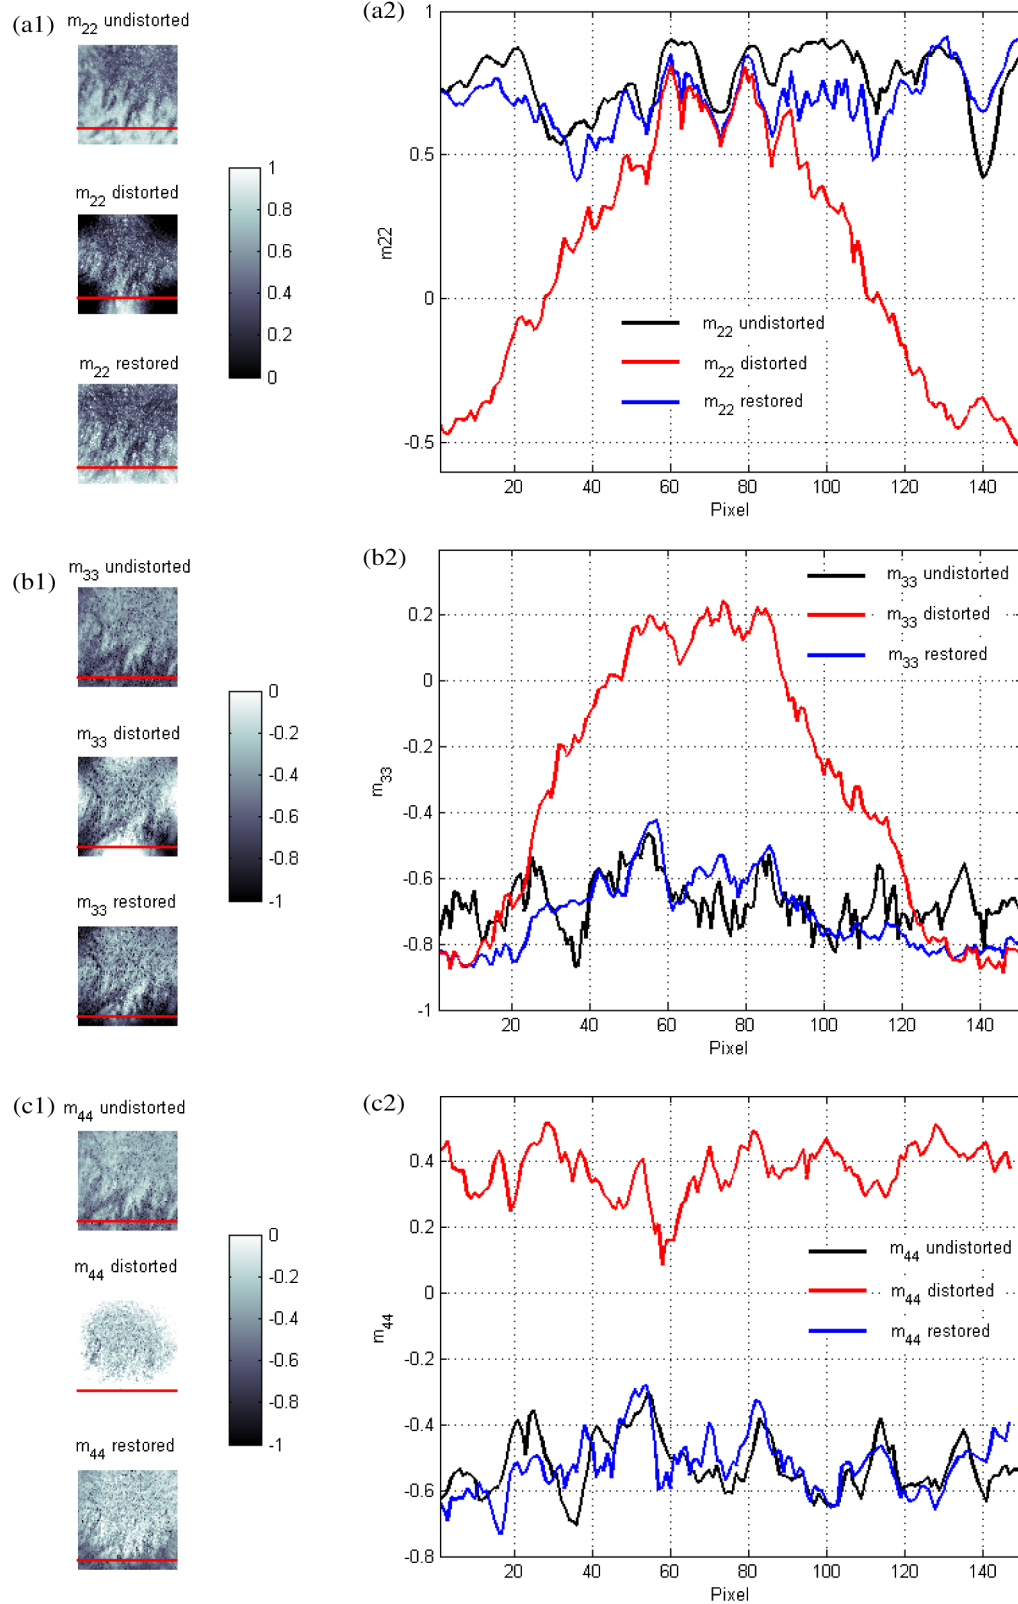 (a1)
m22 undistorted
m22 distorted
m22 restored
1
0.8
0.6
0.4
0.2
0
(a2)
1
0.5
0
-0.5
m22
m22 undistorted
m22 distorted
m22 restored
20 40 60 80 100 120 140
Pixel
(b1)
m33 undistorted
m33 distorted
m33 restored
0
-0.2
-0.4
-0.6
-0.8
-1
(b2)
0.2
0
-0.2
-0.4
-0.6
-0.8
-1
m33
m33 undistorted
m33 distorted
m33 restored
20 40 60 80 100 120 140
Pixel
(c1)
m44 undistorted
m44 distorted
m44 restored
0
-0.2
-0.4
-0.6
-0.8
-1
(c2)
0.4
0.2
0
-0.2
-0.4
-0.6
-0.8
m44
m44 undistorted
m44 distorted
m44 restored
20 40 60 80 100 120 140
Pixel